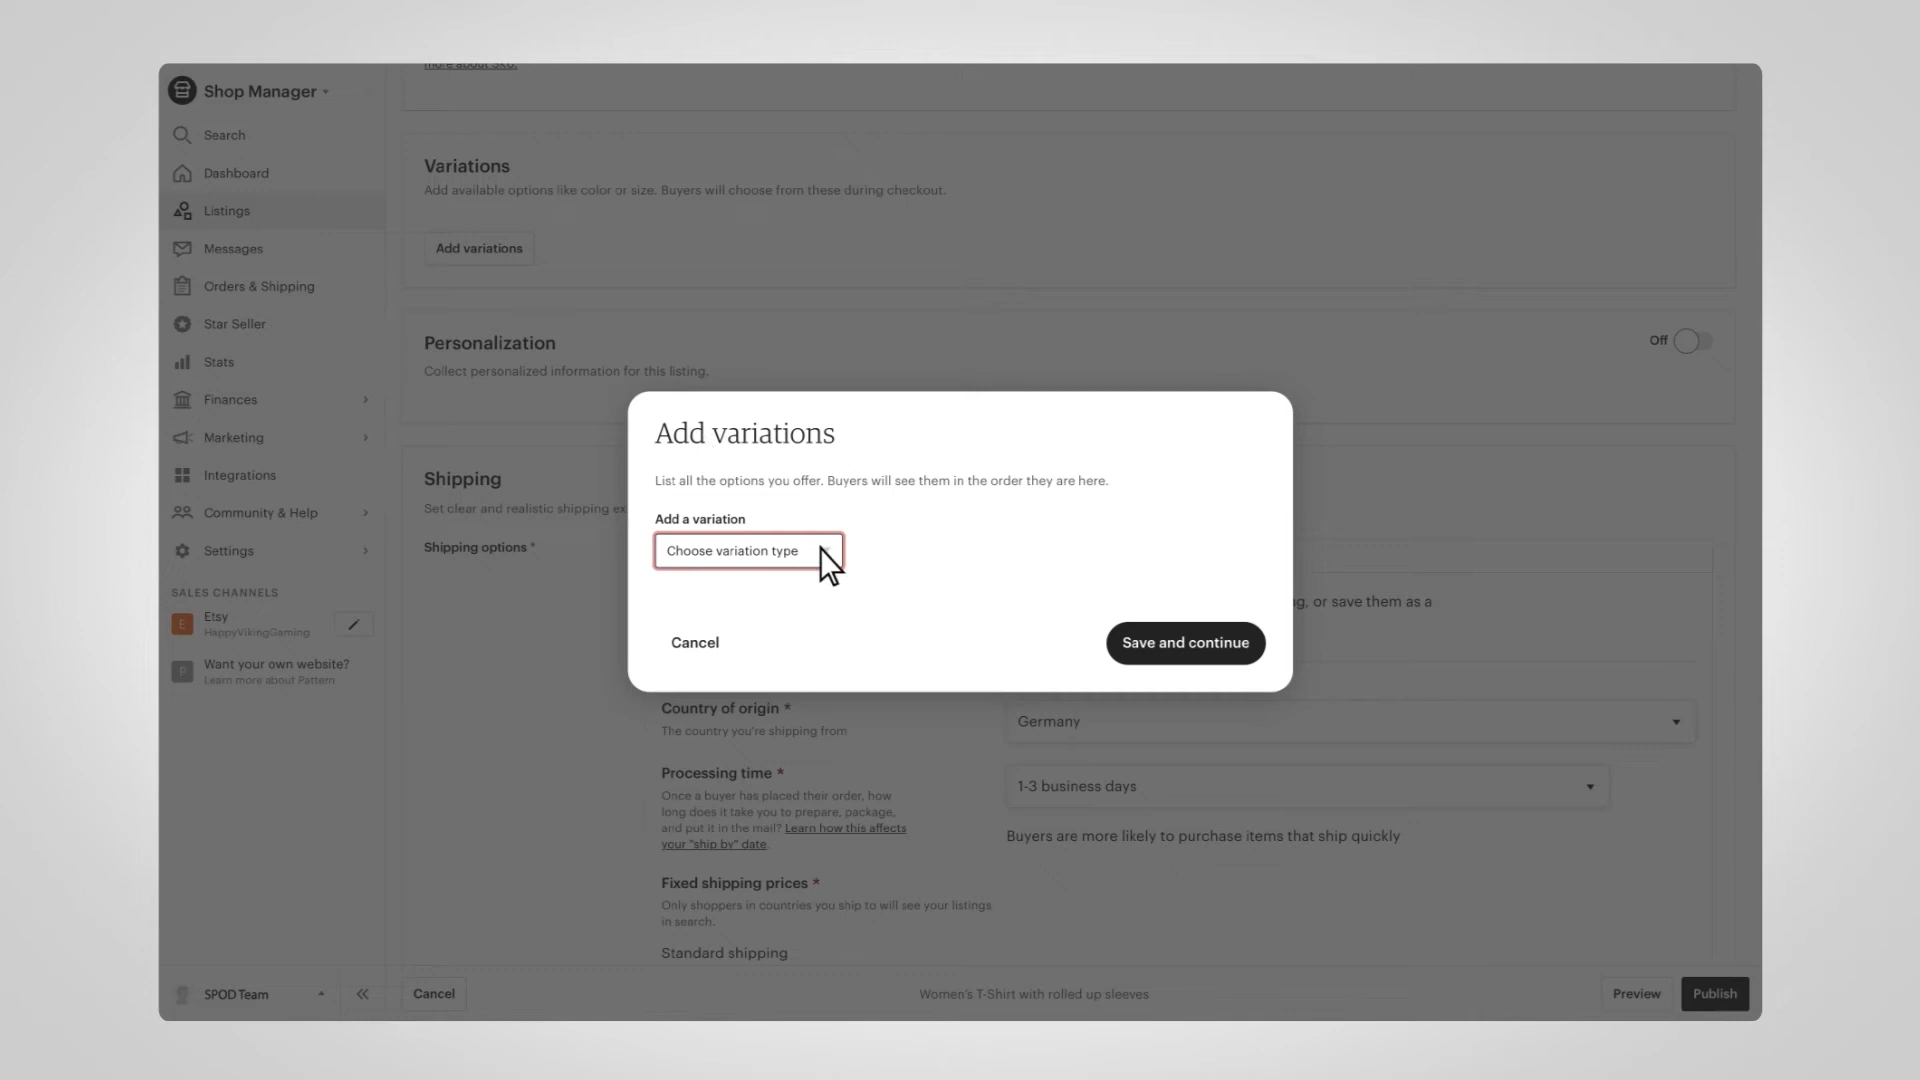 more about SKU.
Shop Manager
Search
Dashboard
Listings
Messages
Orders & Shipping
Star Seller
Stats
Finances
Marketing
Integrations
Community & Help
Settings
SALES CHANNELS
E
Etsy
HappyVikingGaming
P
Want your own website?
Learn more about Pattern
SPOD Team
Variations
Add available options like color or size. Buyers will choose from these during checkout.
Add variations
Personalization
Off
Collect personalized information for this listing.
Shipping
Set clear and realistic shipping ex
Shipping options *
Add variations
List all the options you offer. Buyers will see them in the order they are here.
Add a variation
Choose variation type
Cancel
Save and continue
ng, or save them as a
Country of origin *
The country you're shipping from
Germany
Processing time *
Once a buyer has placed their order, how
long does it take you to prepare, package,
and put it in the mail? Learn how this affects
your "ship by" date.
1-3 business days
Buyers are more likely to purchase items that ship quickly
Fixed shipping prices *
Only shoppers in countries you ship to will see your listings
in search.
Standard shipping
Cancel
Women's T-Shirt with rolled up sleeves
Preview
Publish